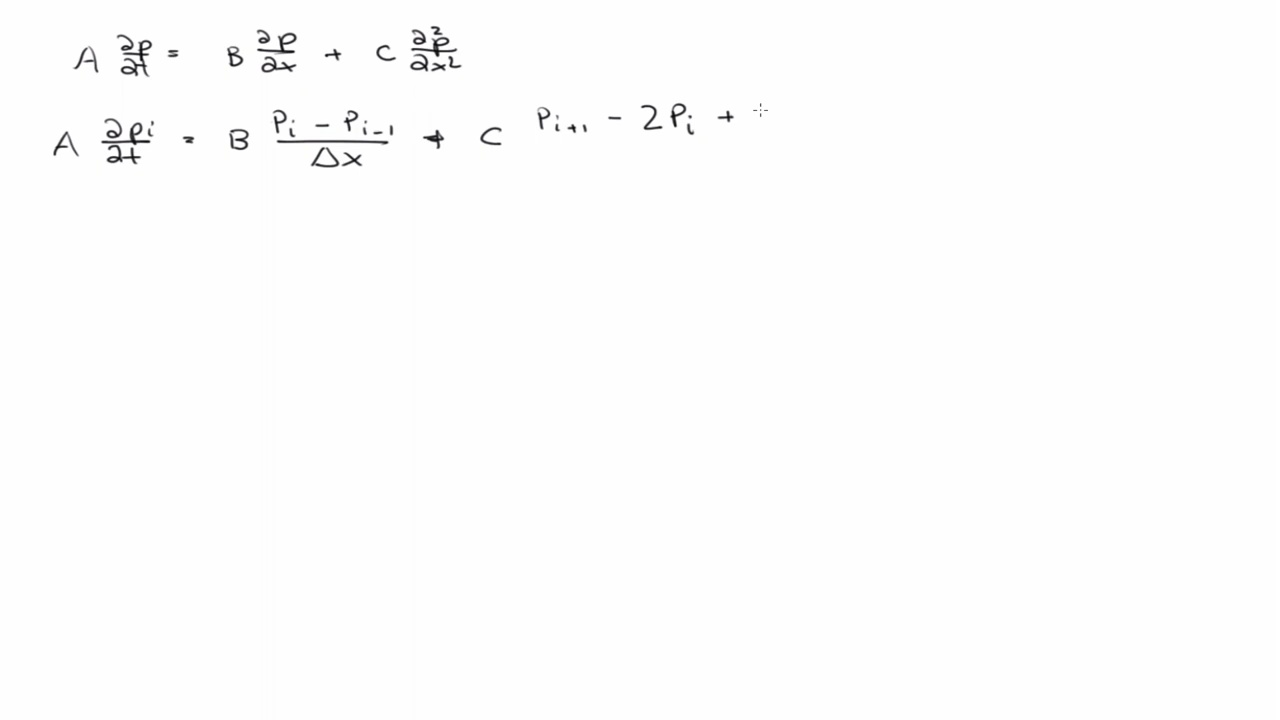 A ∂p/∂t = B ∂p/∂x + C ∂²p/∂x²
A ∂pᵢ/∂t = B (Pᵢ - Pᵢ₋₁)/Δx + C Pᵢ₊₁ - 2Pᵢ +